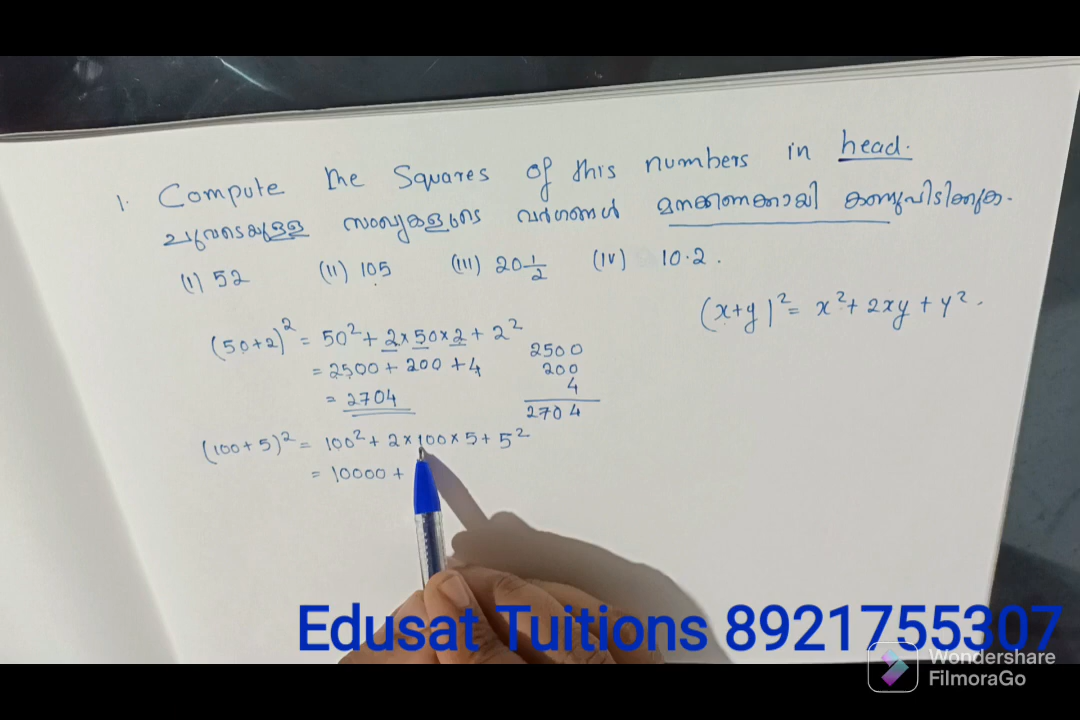 1. Compute the Squares of this numbers in head.
ചുവടെയുള്ള സംഖ്യകളുടെ വർഗങ്ങൾ മനക്കണക്കായി കണ്ടുപിടിക്കുക.
(I) 52 (II) 105 (III) 20 1/2 (IV) 10.2.
(x+y)² = x² + 2xy + y².
(50+2)² = 50² + 2×50×2 + 2²
= 2500 + 200 + 4
= 2704
2500
200
4
2704
(100+5)² = 100² + 2×100×5 + 5²
= 10000 +
Edusat Tuitions 8921755307
Wondershare
FilmoraGo